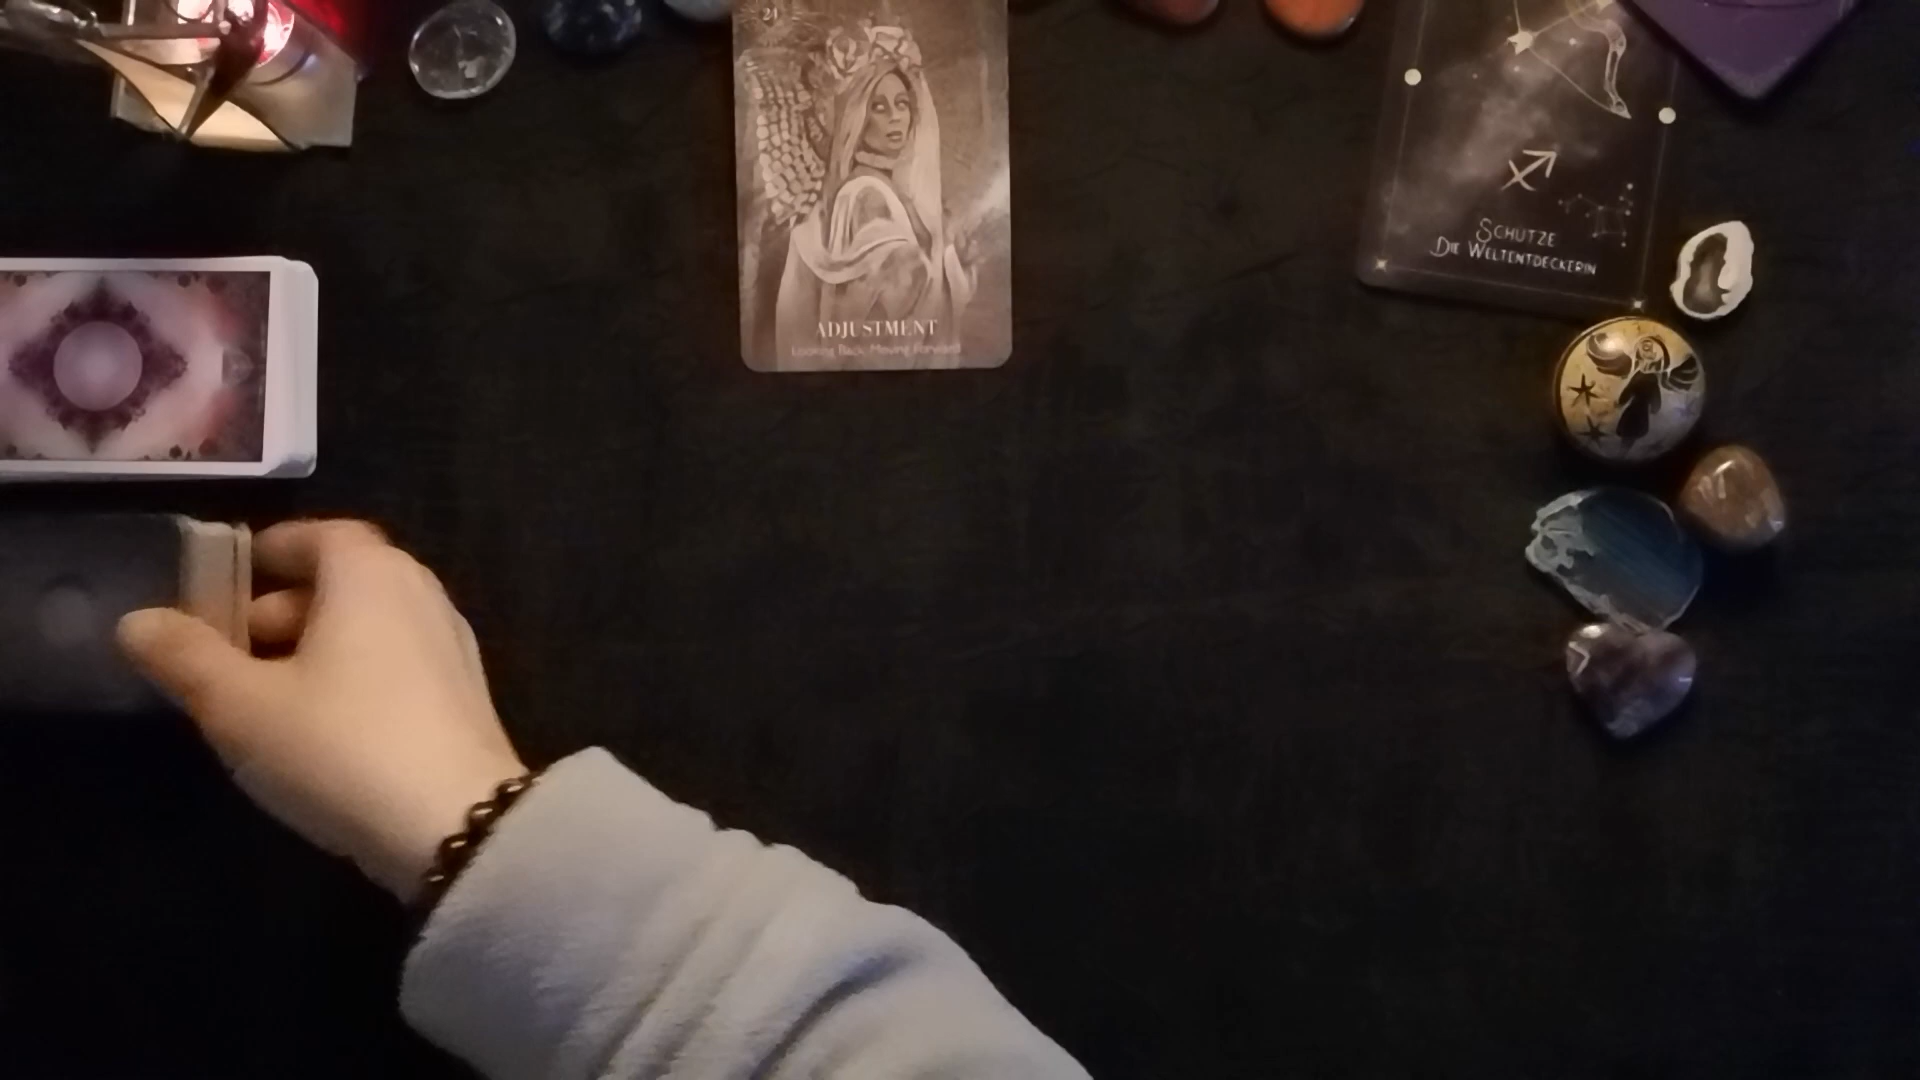 21
ADJUSTMENT
Looking Back, Moving Forward
SCHÜTZE
DIE WELTENTDECKERIN